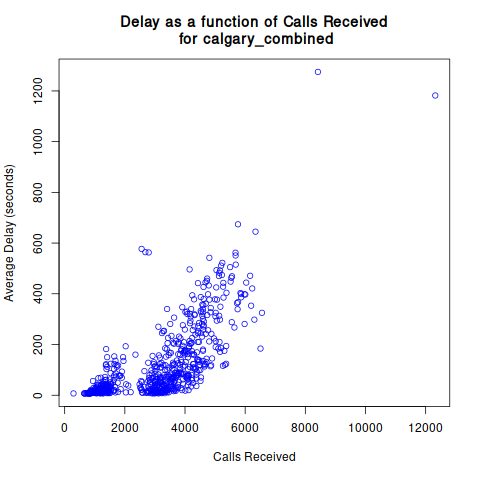 Delay as a function of Calls Received
for calgary_combined
1200
1000
800
600
400
200
0
Average Delay (seconds)
0 2000 4000 6000 8000 10000 12000
Calls Received